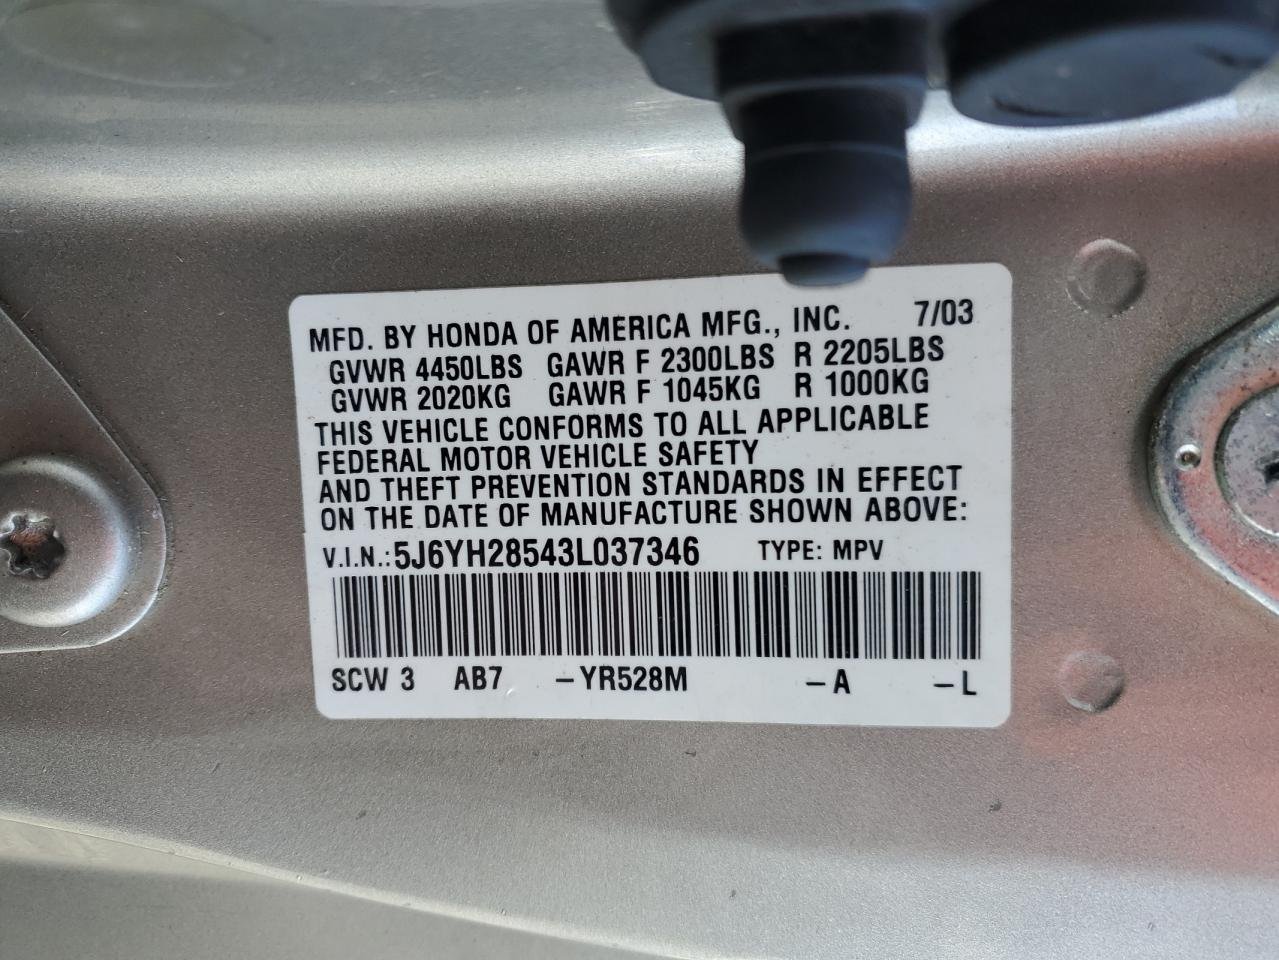 MFD. BY HONDA OF AMERICA MFG., INC. 7/03
GVWR 4450LBS GAWR F 2300LBS R 2205LBS
GVWR 2020KG GAWR F 1045KG R 1000KG
THIS VEHICLE CONFORMS TO ALL APPLICABLE
FEDERAL MOTOR VEHICLE SAFETY
AND THEFT PREVENTION STANDARDS IN EFFECT
ON THE DATE OF MANUFACTURE SHOWN ABOVE:
V.I.N.: 5J6YH28543L037346 TYPE: MPV
SCW 3 AB7 -YR528M -A -L